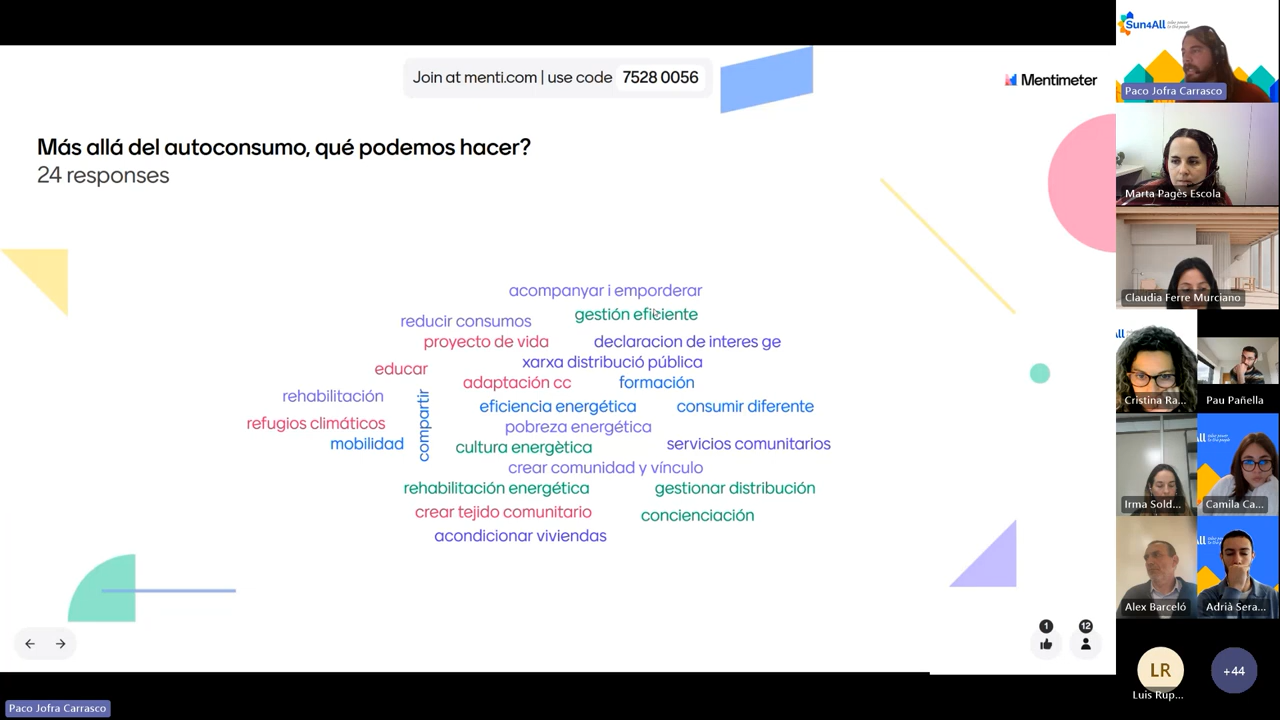 Join at menti.com | use code 7528 0056
Mentimeter
Más allá del autoconsumo, qué podemos hacer?
24 responses
acompanyar i emporderar
reducir consumos
gestión eficiente
proyecto de vida
declaracion de interes ge
xarxa distribució pública
educar
adaptación cc
formación
rehabilitación
compartir
eficiencia energética
consumir diferente
refugios climáticos
pobreza energética
mobilidad
cultura energètica
servicios comunitarios
crear comunidad y vínculo
rehabilitación energética
gestionar distribución
crear tejido comunitario
concienciación
acondicionar viviendas
1
12
Paco Jofra Carrasco
Sun4All
Paco Jofra Carrasco
Marta Pagès Escola
Claudia Ferre Murciano
Cristina Ra...
Pau Pañella
Irma Sold...
Camila Ca...
Alex Barceló
Adrià Sera...
LR
Luis Rup...
+44